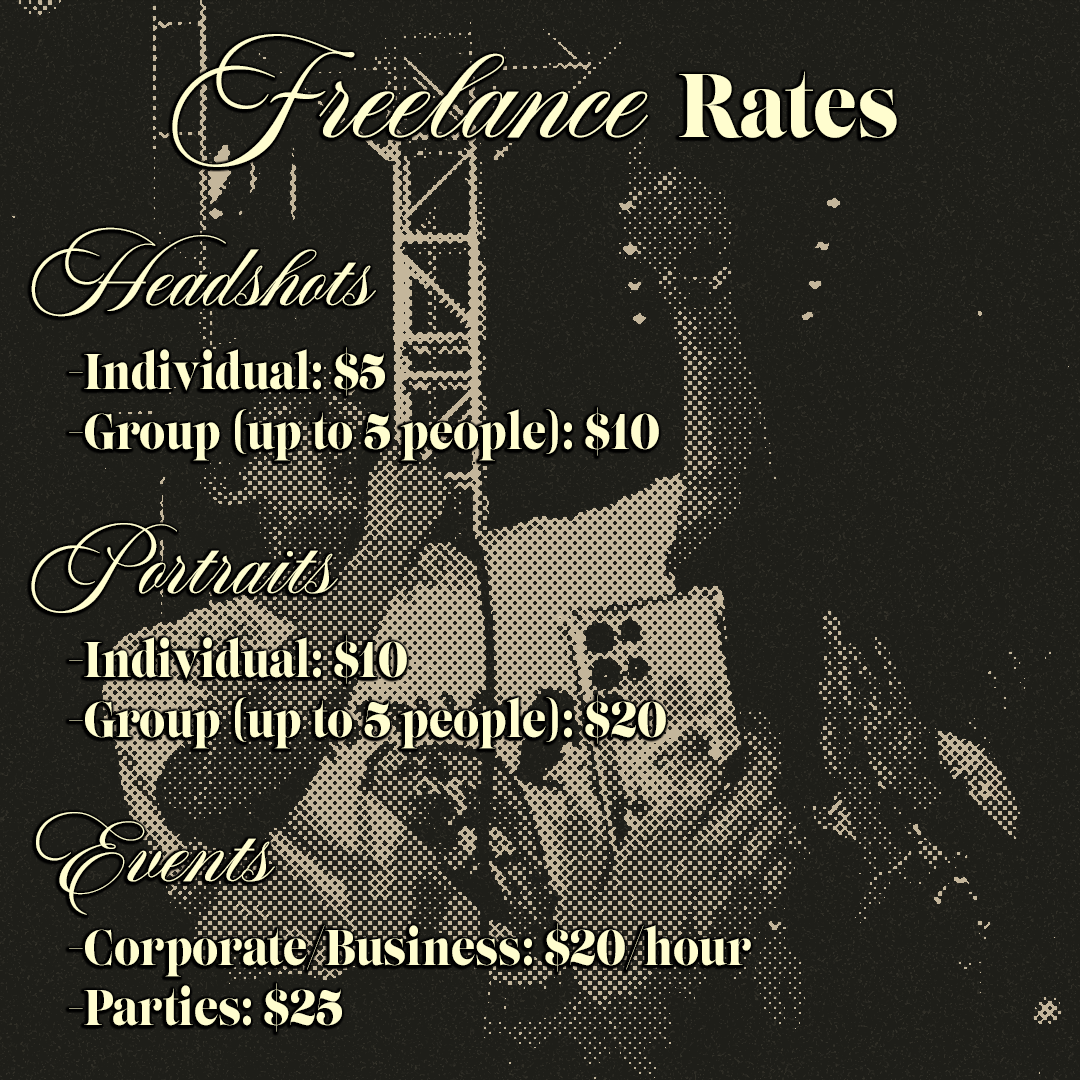 Freelance Rates
Headshots
-Individual: $5
-Group (up to 5 people): $10
Portraits
-Individual: $10
-Group (up to 5 people): $20
Events
-Corporate/Business: $20/hour
-Parties: $25